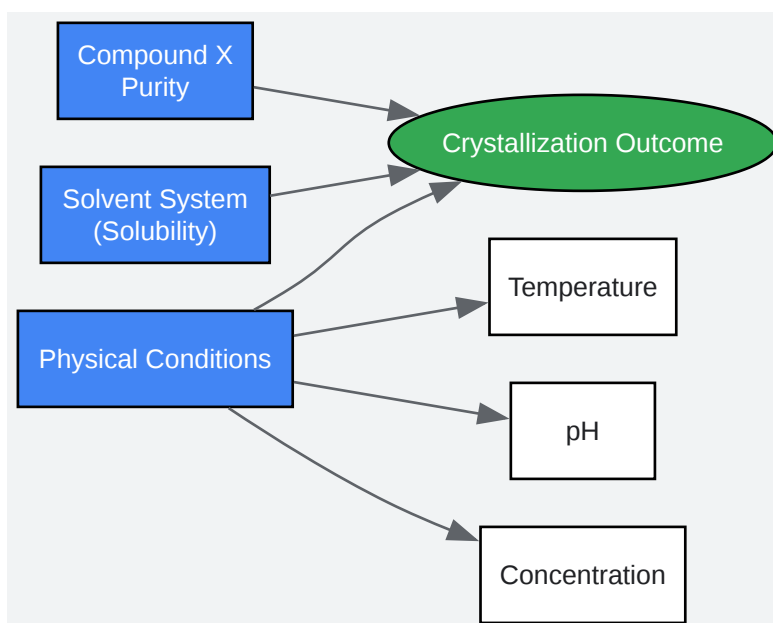 Compound X
Purity
Crystallization Outcome
Solvent System
(Solubility)
Temperature
Physical Conditions
pH
Concentration